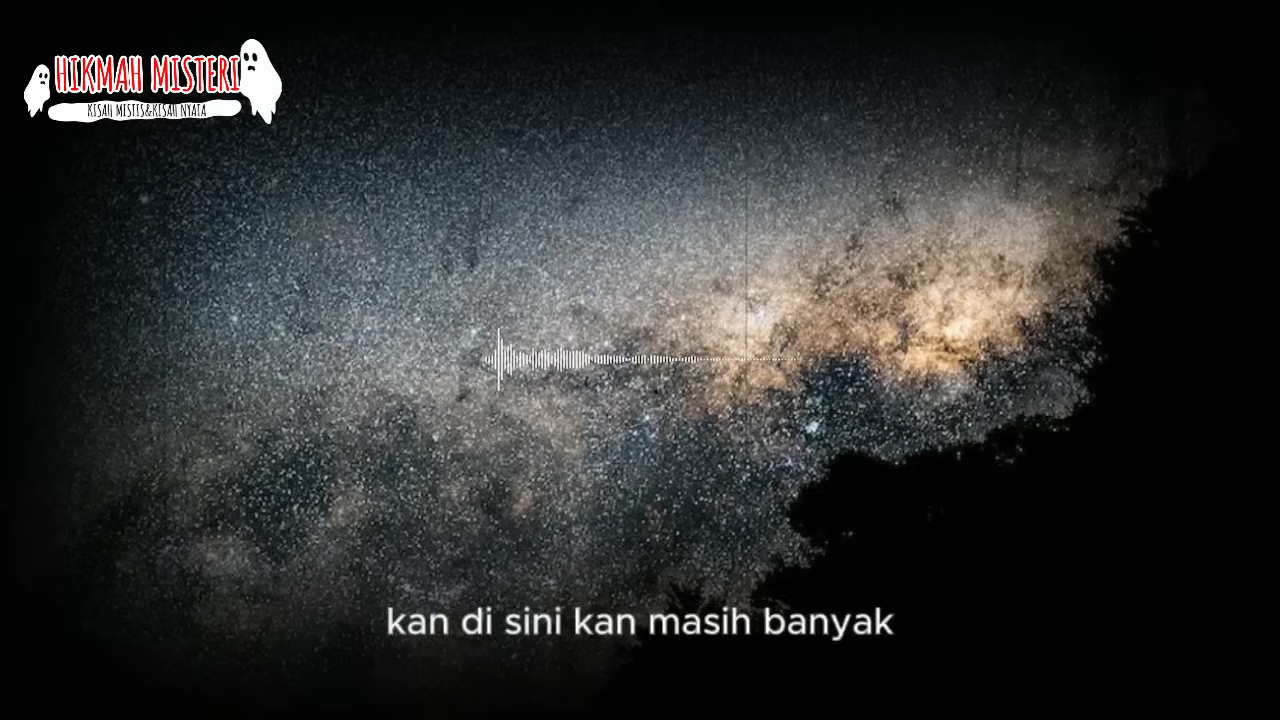 HIKMAH MISTERI
KISAH MISTIS&KISAH NYATA
kan di sini kan masih banyak